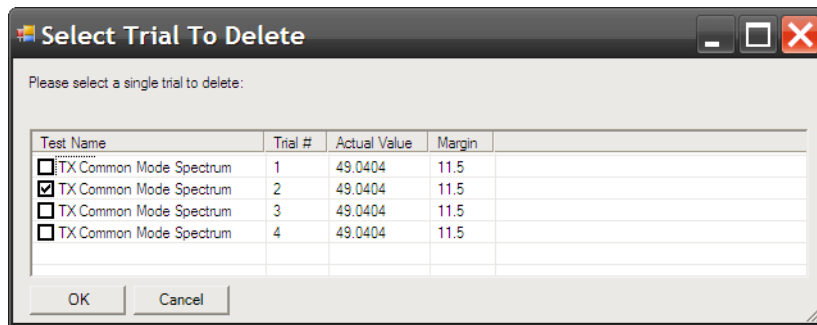 Select Trial To Delete
Please select a single trial to delete:
Test Name Trial # Actual Value Margin
TX Common Mode Spectrum 1 49.0404 11.5
TX Common Mode Spectrum 2 49.0404 11.5
TX Common Mode Spectrum 3 49.0404 11.5
TX Common Mode Spectrum 4 49.0404 11.5
OK Cancel